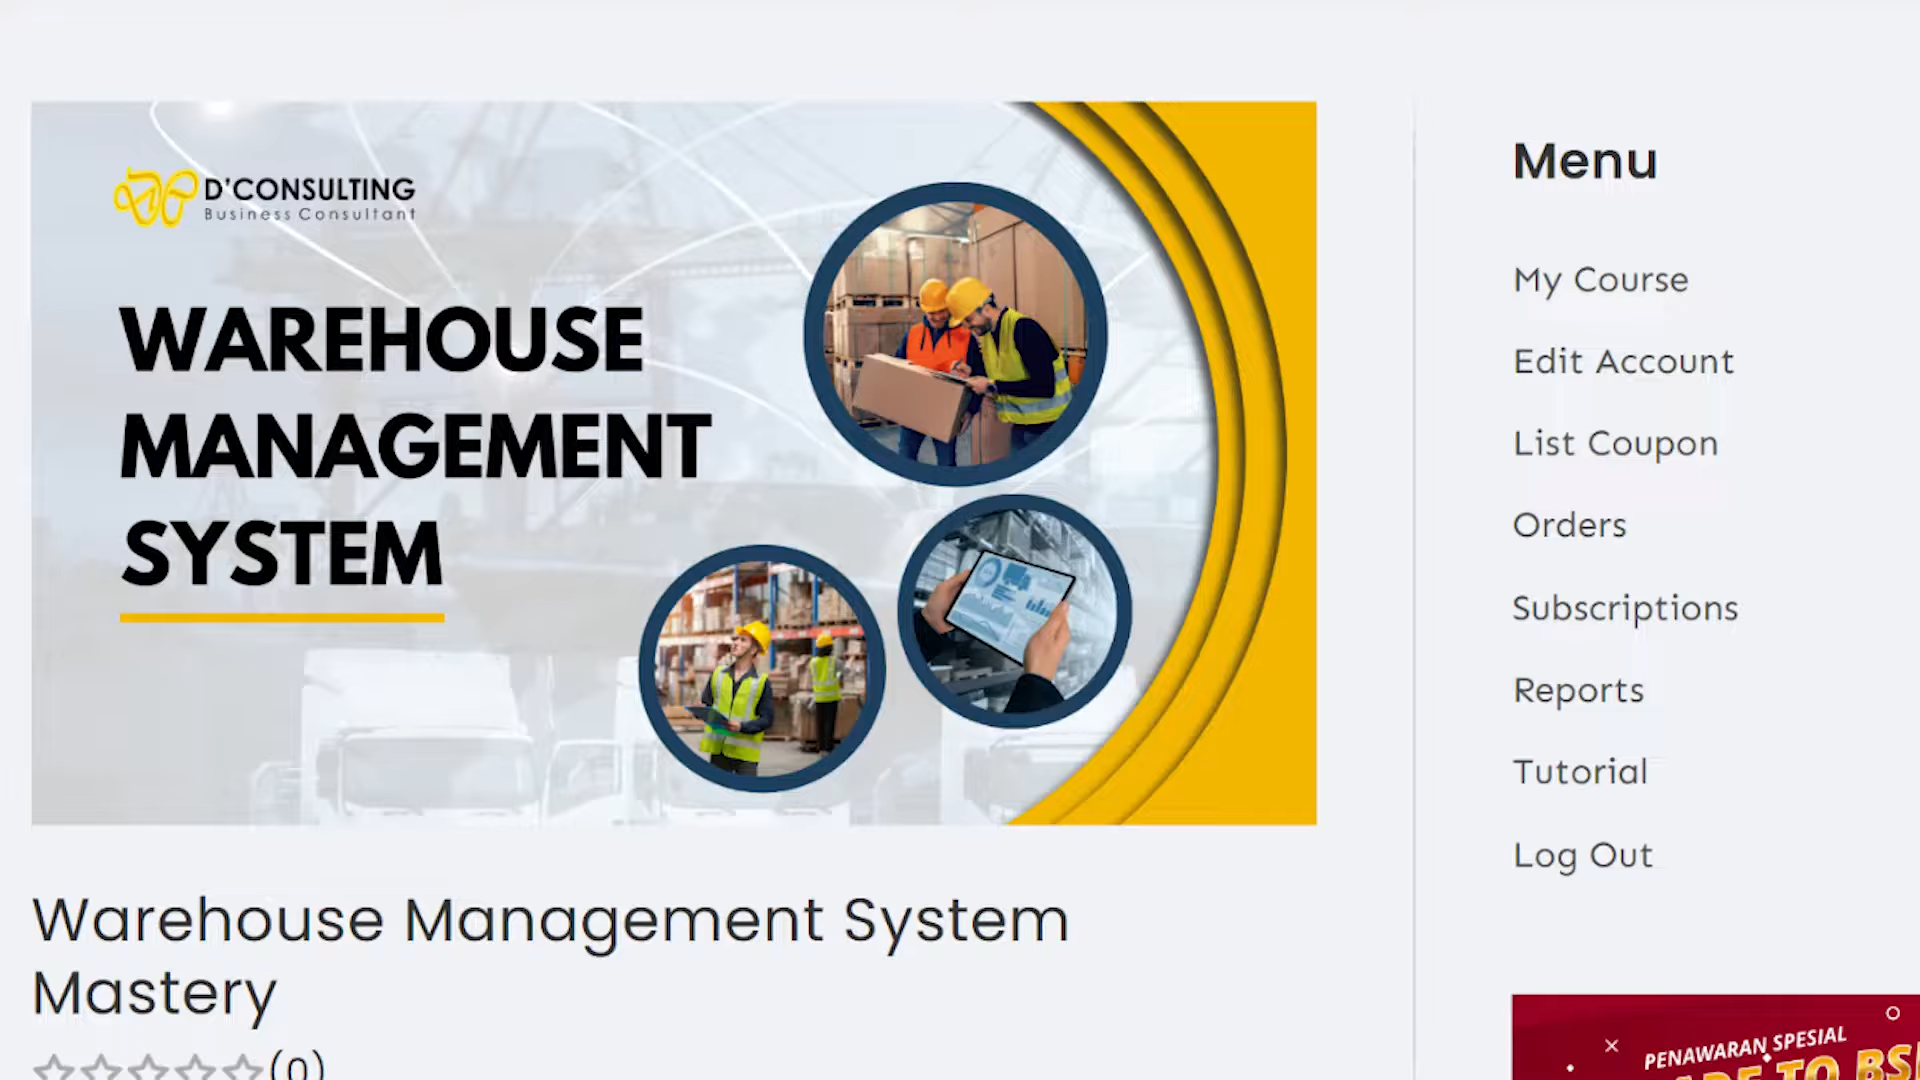 D'CONSULTING
Business Consultant
WAREHOUSE
MANAGEMENT
SYSTEM
Warehouse Management System
Mastery
(0)
Menu
My Course
Edit Account
List Coupon
Orders
Subscriptions
Reports
Tutorial
Log Out
PENAWARAN SPESIAL
TO